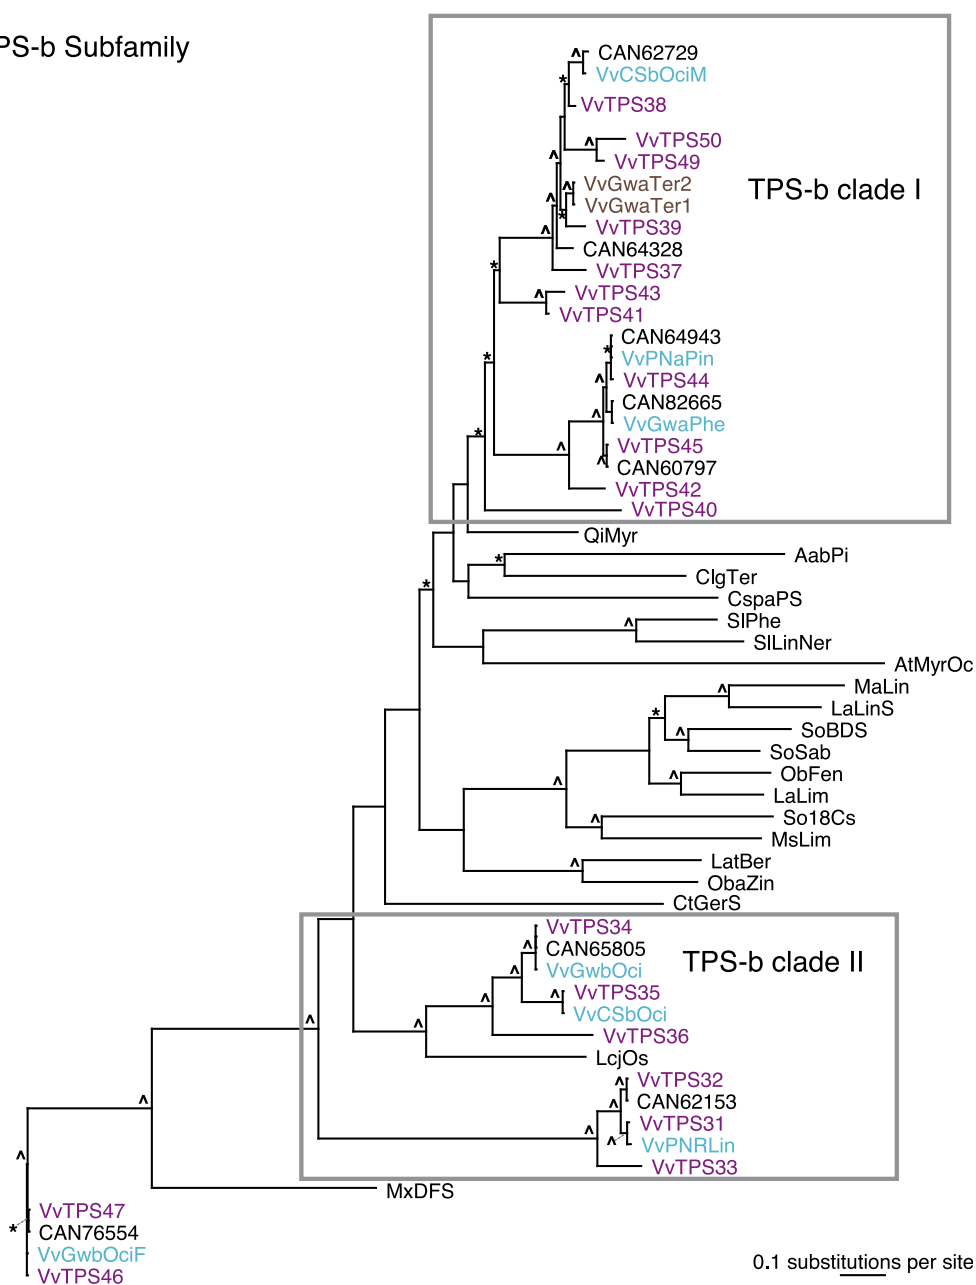 PS-b Subfamily
CAN62729
VvCSbOciM
VvTPS38
VvTPS50
VvTPS49
VvGwaTer2
TPS-b clade I
VvGwaTer1
VvTPS39
CAN64328
VvTPS37
VvTPS43
VvTPS41
CAN64943
VvPNaPin
VvTPS44
CAN82665
VvGwaPhe
VvTPS45
CAN60797
VvTPS42
VvTPS40
QiMyr
AabPi
ClgTer
CspaPS
SlPhe
SlLinNer
AtMyrOc
MaLin
LaLinS
SoBDS
SoSab
ObFen
LaLim
So18Cs
MsLim
LatBer
ObaZin
CtGerS
VvTPS34
CAN65805
TPS-b clade II
VvGwbOci
VvTPS35
VvCSbOci
VvTPS36
LcjOs
VvTPS32
CAN62153
VvTPS31
VvPNRLin
VvTPS33
MxDFS
VvTPS47
CAN76554
VvGwbOciF
VvTPS46
0.1 substitutions per site